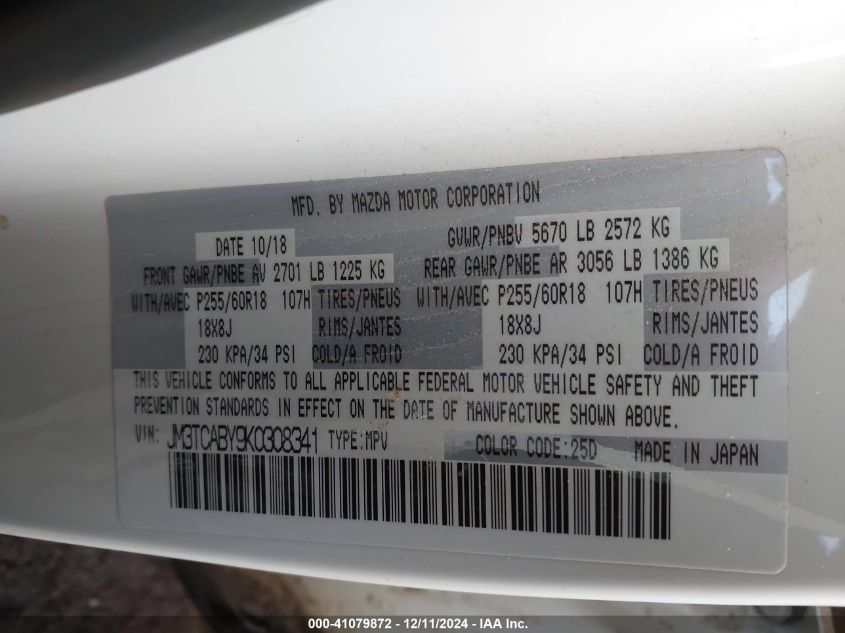 MFD. BY MAZDA MOTOR CORPORATION
DATE 10/18 GVWR/PNBV 5670 LB 2572 KG
FRONT GAWR/PNBE AV 2701 LB 1225 KG REAR GAWR/PNBE AR 3056 LB 1386 KG
WITH/AVEC P255/60R18 107H TIRES/PNEUS WITH/AVEC P255/60R18 107H TIRES/PNEUS
18X8J RIMS/JANTES 18X8J RIMS/JANTES
230 KPA/34 PSI COLD/A FROID 230 KPA/34 PSI COLD/A FROID
THIS VEHICLE CONFORMS TO ALL APPLICABLE FEDERAL MOTOR VEHICLE SAFETY AND THEFT
PREVENTION STANDARDS IN EFFECT ON THE DATE OF MANUFACTURE SHOWN ABOVE.
VIN: JM3TCABY9K0308341 TYPE:MPV COLOR CODE:25D MADE IN JAPAN
000-41079872 - 12/11/2024 - IAA Inc.